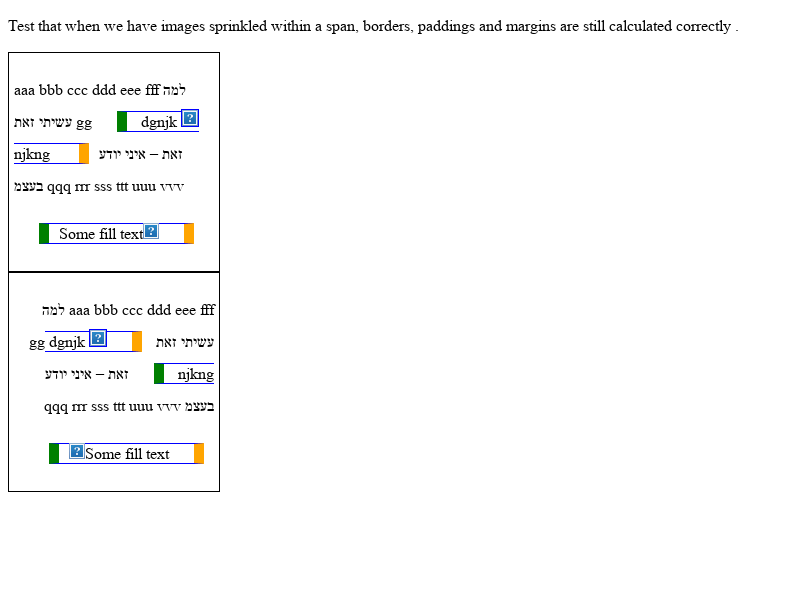 Test that when we have images sprinkled within a span, borders, paddings and margins are still calculated correctly .
aaa bbb ccc ddd eee fff למה
עשיתי זאת gg dgnjk
njkng זאת – איני יודע
בעצמ qqq rrr sss ttt uuu vvv
Some fill text
aaa bbb ccc ddd eee fff למה
עשיתי זאת gg dgnjk
njkng זאת – איני יודע
בעצמ qqq rrr sss ttt uuu vvv
Some fill text